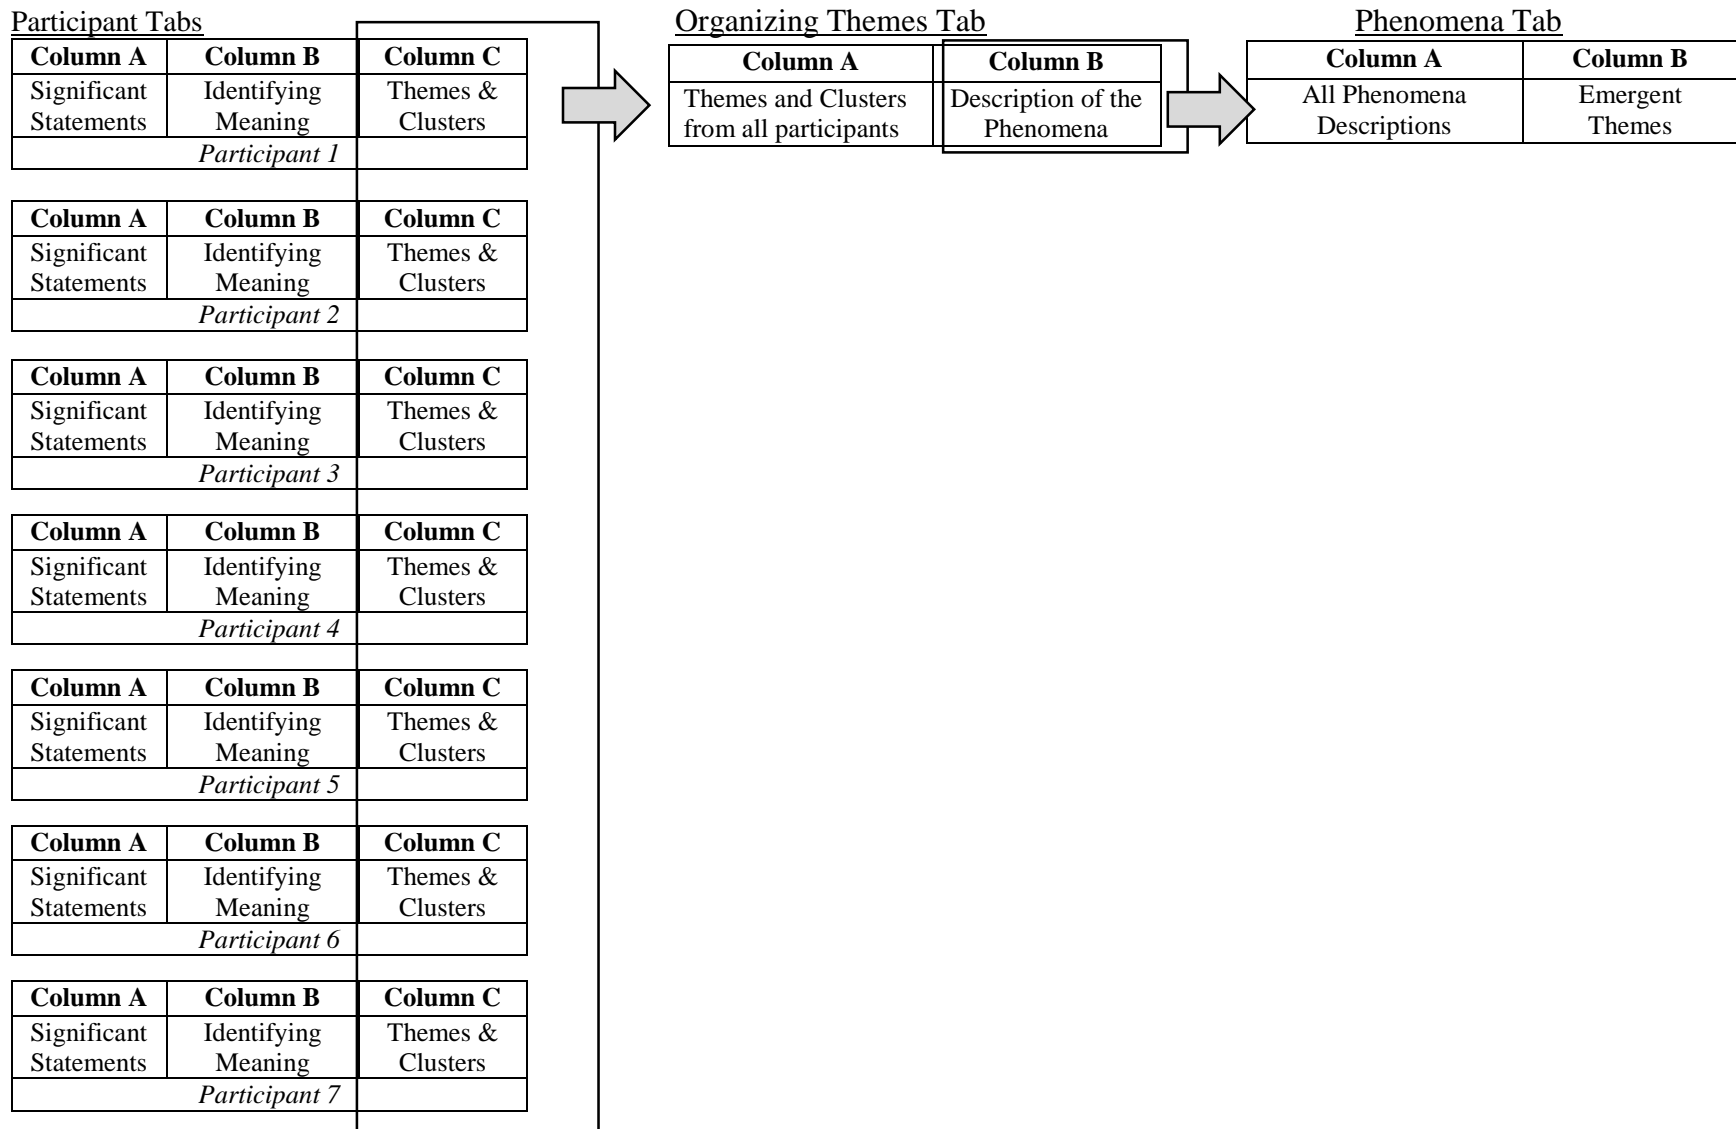 Participant Tabs
Column A Column B Column C
Significant Identifying Themes &
Statements Meaning Clusters
Participant 1
Column A Column B Column C
Significant Identifying Themes &
Statements Meaning Clusters
Participant 2
Column A Column B Column C
Significant Identifying Themes &
Statements Meaning Clusters
Participant 3
Column A Column B Column C
Significant Identifying Themes &
Statements Meaning Clusters
Participant 4
Column A Column B Column C
Significant Identifying Themes &
Statements Meaning Clusters
Participant 5
Column A Column B Column C
Significant Identifying Themes &
Statements Meaning Clusters
Participant 6
Column A Column B Column C
Significant Identifying Themes &
Statements Meaning Clusters
Participant 7
Organizing Themes Tab
Column A Column B
Themes and Clusters Description of the
from all participants Phenomena
Phenomena Tab
Column A Column B
All Phenomena Emergent
Descriptions Themes